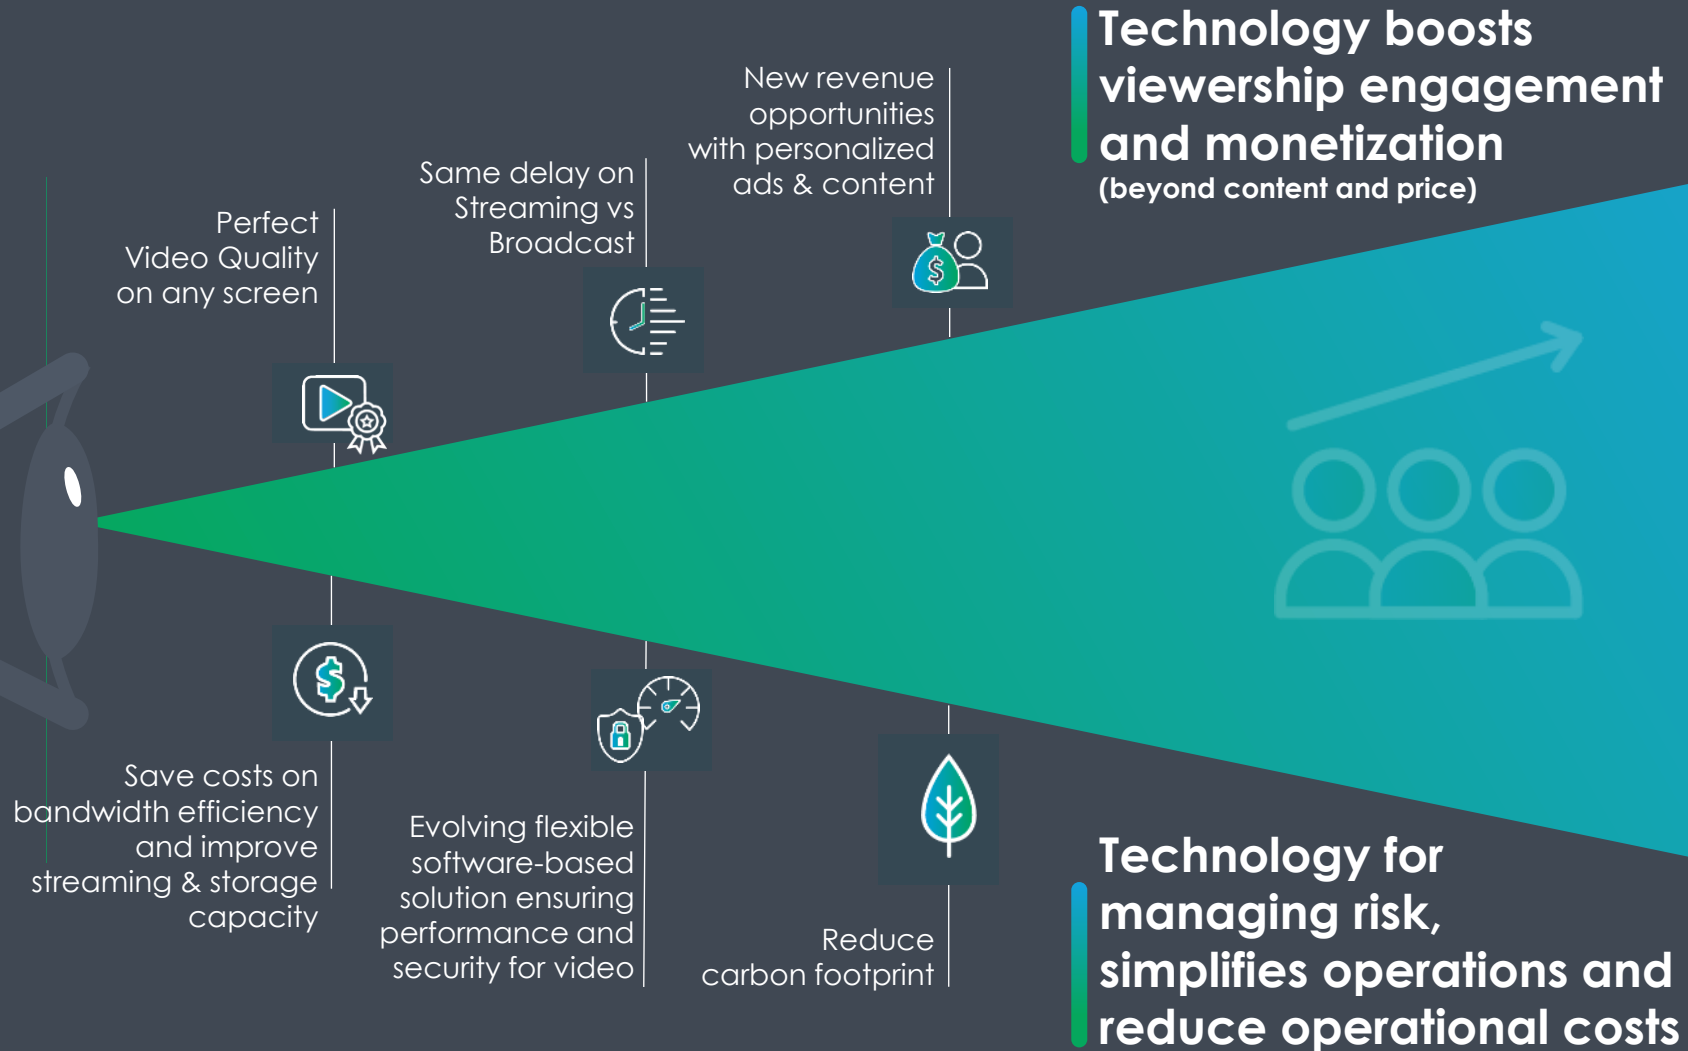 Technology boosts
viewership engagement
and monetization
(beyond content and price)
New revenue
opportunities
with personalized
ads & content
Same delay on
Streaming vs
Broadcast
Perfect
Video Quality
on any screen
$
$
Save costs on
bandwidth efficiency
and improve
streaming & storage
capacity
Evolving flexible
software-based
solution ensuring
performance and
security for video
Reduce
carbon footprint
Technology for
managing risk,
simplifies operations and
reduce operational costs